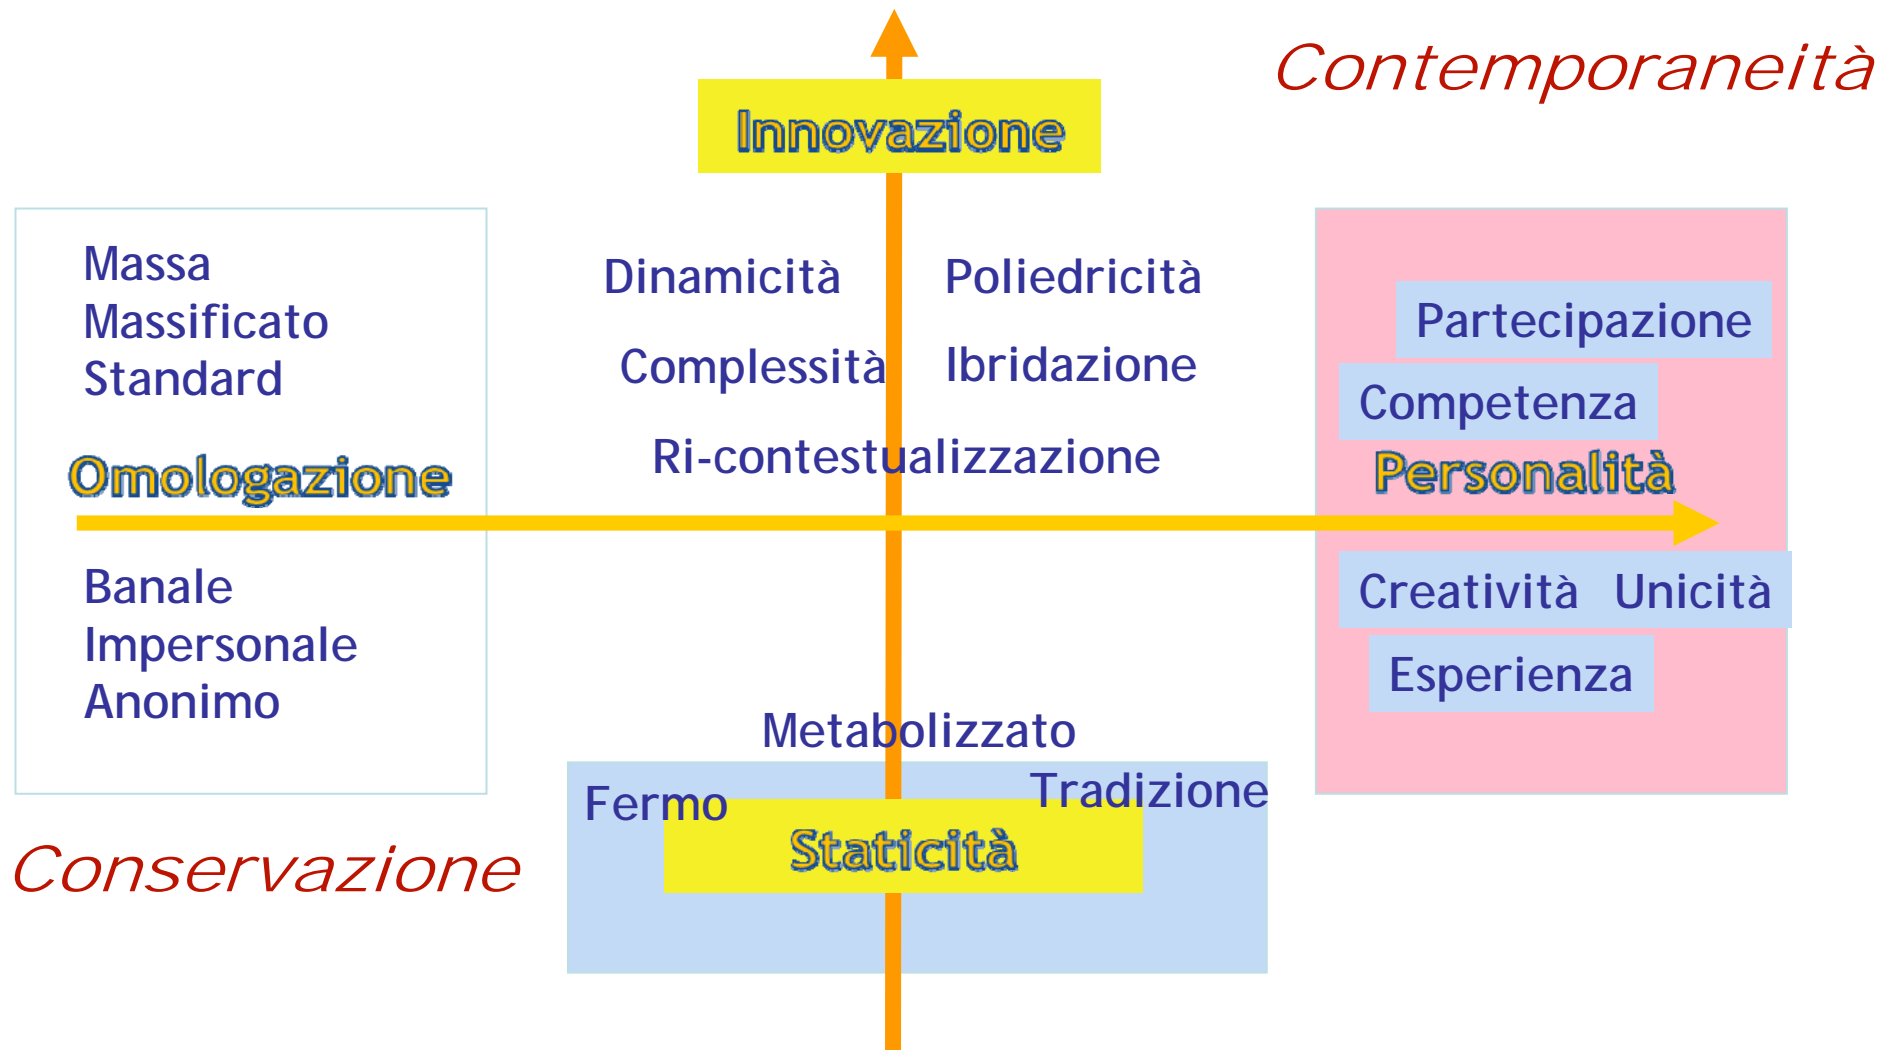 Contemporaneità
Innovazione
Massa
Massificato
Standard
Dinamicità Poliedricità
Complessità Ibridazione
Ri-contestualizzazione
Partecipazione
Competenza
Omologazione
Personalità
Banale
Impersonale
Anonimo
Creatività Unicità
Esperienza
Metabolizzato
Fermo
Tradizione
Staticità
Conservazione